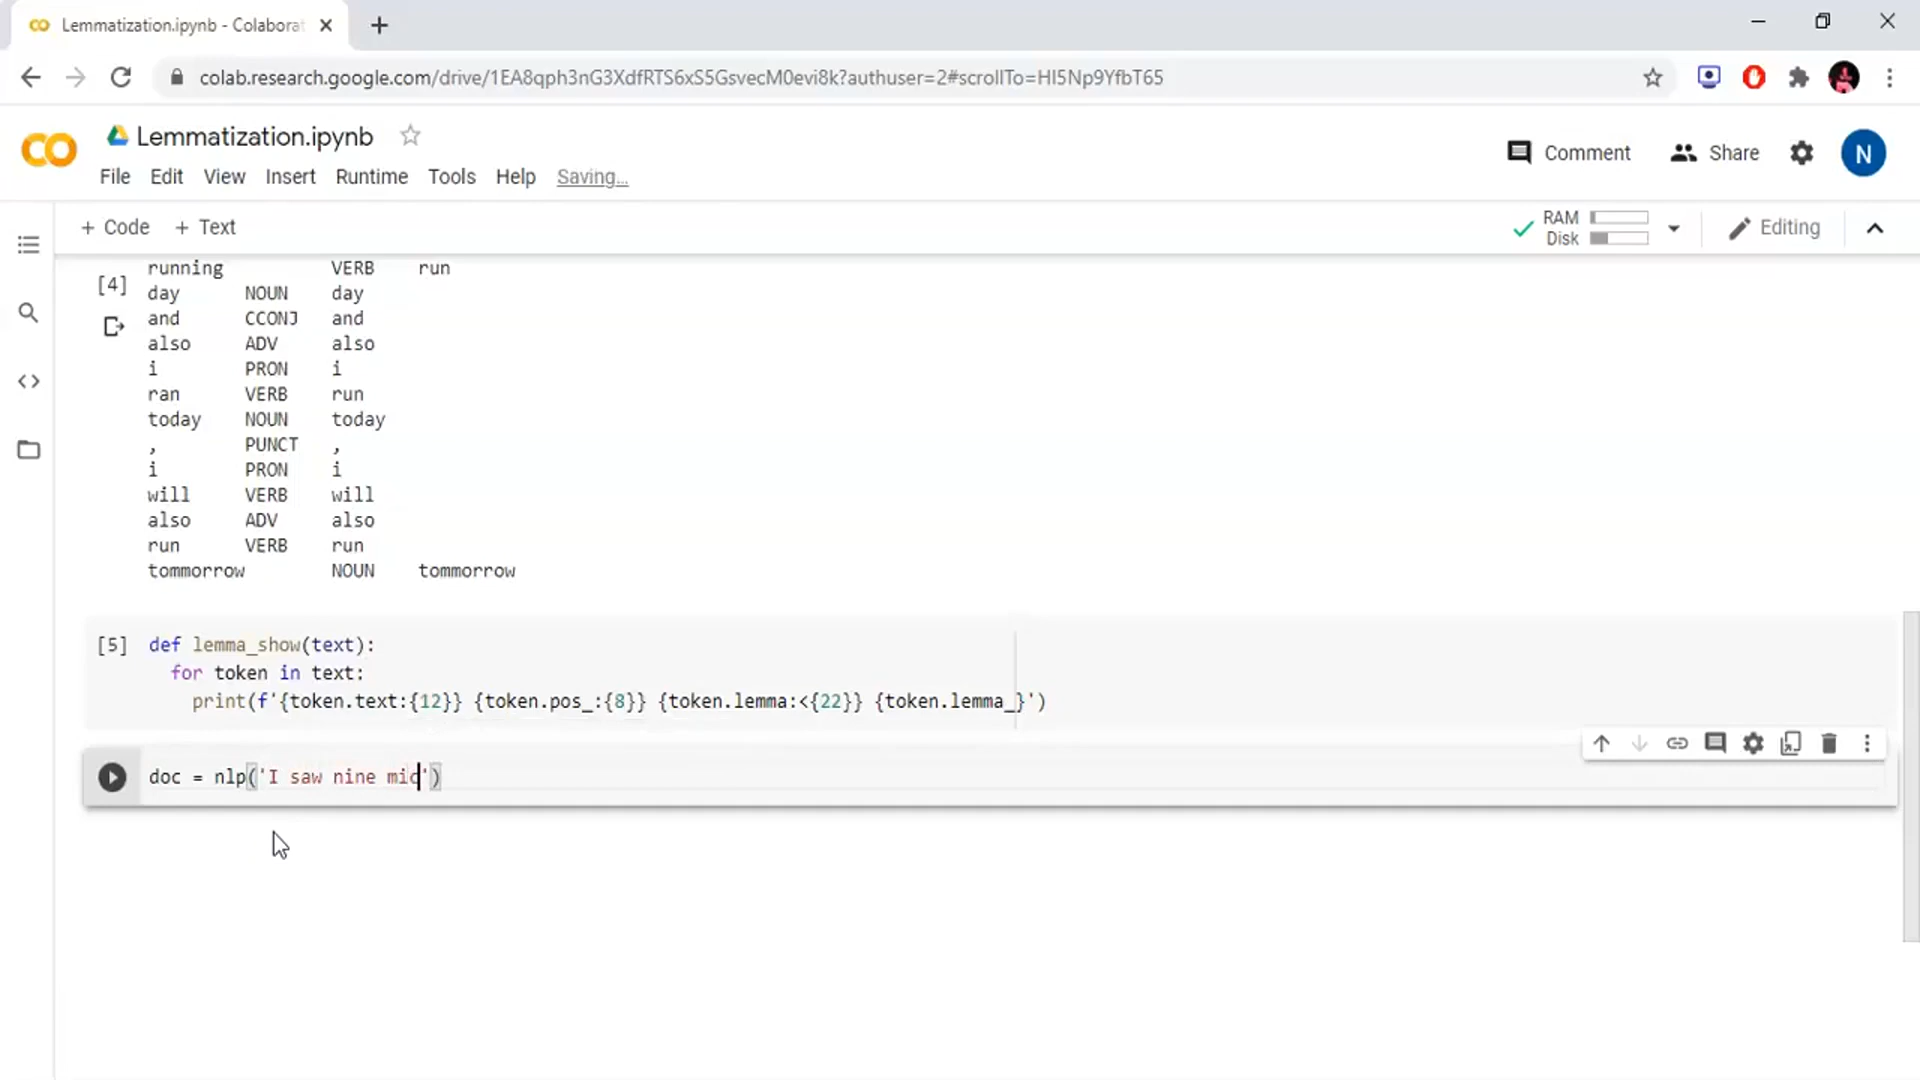 Lemmatization.ipynb - Colaborat
colab.research.google.com/drive/1EA8qph3nG3XdfRTS6xS5GsvecM0evi8k?authuser=2#scrollTo=HI5Np9YfbT65
Lemmatization.ipynb
Comment Share N
File Edit View Insert Runtime Tools Help Saving...
+ Code + Text RAM Disk Editing
running VERB run
[4]
day NOUN day
and CCONJ and
also ADV also
i PRON i
ran VERB run
today NOUN today
, PUNCT ,
i PRON i
will VERB will
also ADV also
run VERB run
tommorrow NOUN tommorrow
[5] def lemma_show(text):
for token in text:
print(f'{token.text:{12}} {token.pos_:{8}} {token.lemma:<{22}} {token.lemma_}')
doc = nlp('I saw nine mic')